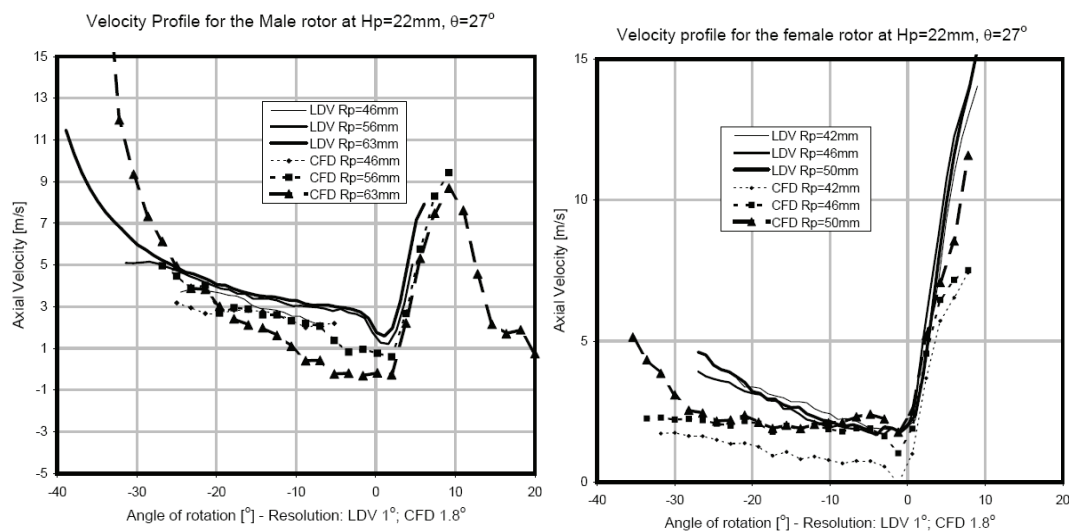 Velocity Profile for the Male rotor at Hp=22mm, θ=27°
15
13
11
9
7
5
3
1
-1
-3
-5
Axial Velocity [m/s]
LDV Rp=46mm
LDV Rp=56mm
LDV Rp=63mm
CFD Rp=46mm
CFD Rp=56mm
CFD Rp=63mm
-40 -30 -20 -10 0 10 20
Angle of rotation [°] - Resolution: LDV 1°; CFD 1.8°
Velocity profile for the female rotor at Hp=22mm, θ=27°
15
10
5
0
Axial Velocity [m/s]
LDV Rp=42mm
LDV Rp=46mm
LDV Rp=50mm
CFD Rp=42mm
CFD Rp=46mm
CFD Rp=50mm
-40 -30 -20 -10 0 10 20
Angle of rotation [°] - Resolution: LDV 1°; CFD 1.8°